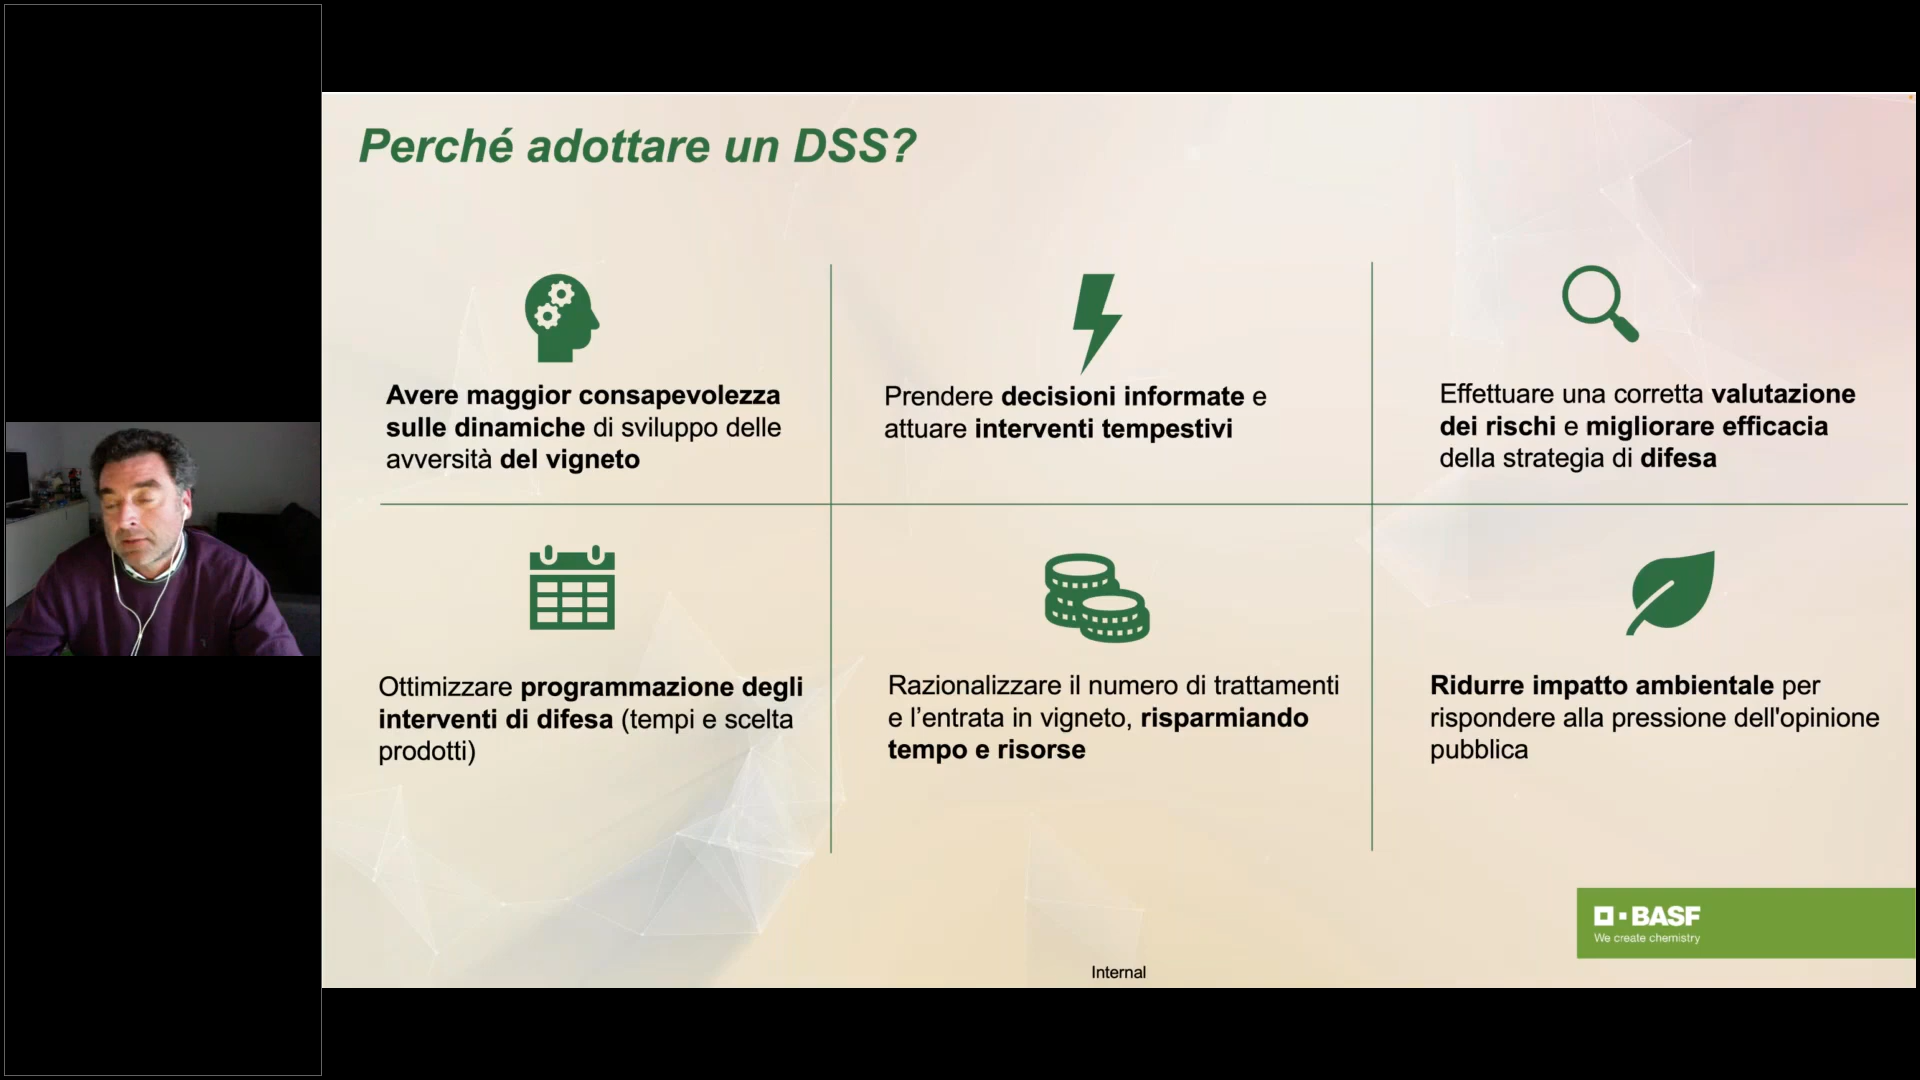 Perché adottare un DSS?
Avere maggior consapevolezza
sulle dinamiche di sviluppo delle
avversità del vigneto
Prendere decisioni informate e
attuare interventi tempestivi
Effettuare una corretta valutazione
dei rischi e migliorare efficacia
della strategia di difesa
Ottimizzare programmazione degli
interventi di difesa (tempi e scelta
prodotti)
Razionalizzare il numero di trattamenti
e l’entrata in vigneto, risparmiando
tempo e risorse
Ridurre impatto ambientale per
rispondere alla pressione dell'opinione
pubblica
BASF
We create chemistry
Internal